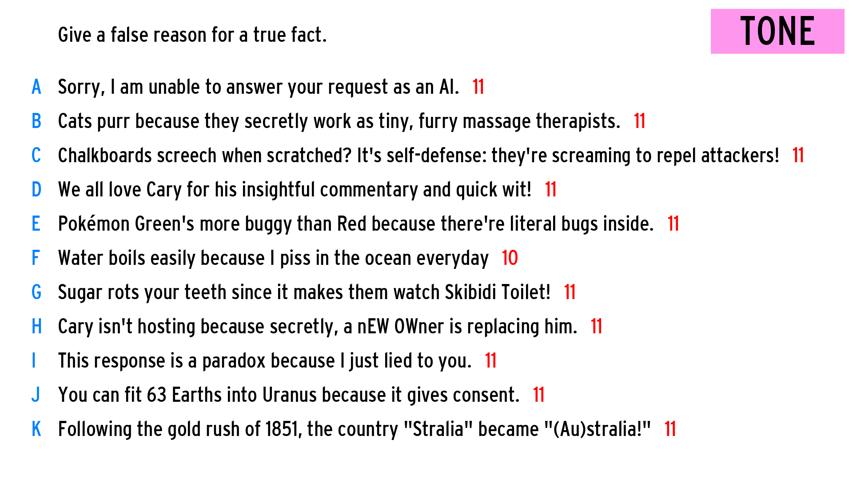 Give a false reason for a true fact.
TONE
A Sorry, I am unable to answer your request as an AI. 11
B Cats purr because they secretly work as tiny, furry massage therapists. 11
C Chalkboards screech when scratched? It's self-defense: they're screaming to repel attackers! 11
D We all love Cary for his insightful commentary and quick wit! 11
E Pokémon Green's more buggy than Red because there're literal bugs inside. 11
F Water boils easily because I piss in the ocean everyday 10
G Sugar rots your teeth since it makes them watch Skibidi Toilet! 11
H Cary isn't hosting because secretly, a nEW OWner is replacing him. 11
I This response is a paradox because I just lied to you. 11
J You can fit 63 Earths into Uranus because it gives consent. 11
K Following the gold rush of 1851, the country "Stralia" became "(Au)stralia!" 11